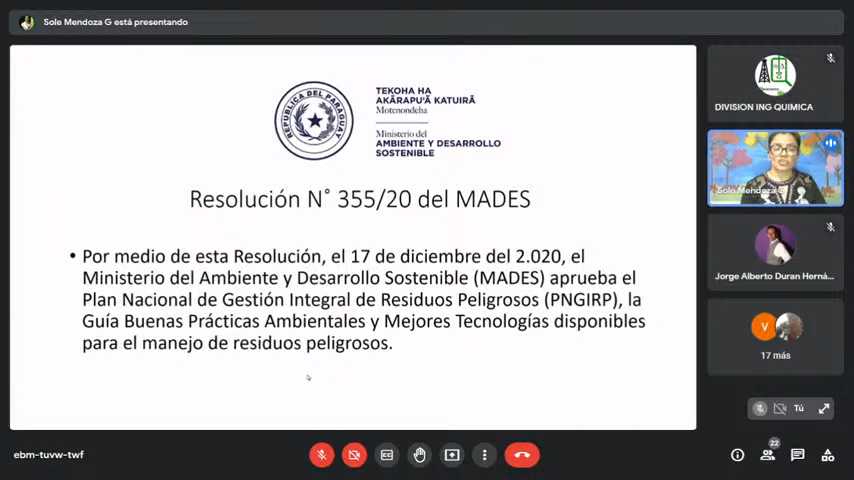 Sole Mendoza G está presentando
REPÚBLICA DEL PARAGUAY
TEKOHA HA
AKÃRAPU'Ã KATUIRÃ
Motenondeha
Ministerio del
AMBIENTE Y DESARROLLO
SOSTENIBLE
Resolución N° 355/20 del MADES
• Por medio de esta Resolución, el 17 de diciembre del 2.020, el
Ministerio del Ambiente y Desarrollo Sostenible (MADES) aprueba el
Plan Nacional de Gestión Integral de Residuos Peligrosos (PNGIRP), la
Guía Buenas Prácticas Ambientales y Mejores Tecnologías disponibles
para el manejo de residuos peligrosos.
DIVISION ING QUIMICA
Sole Mendoza G
Jorge Alberto DuranHerná...
V
17 más
Tú
ebm-tuvw-twf
CC
22